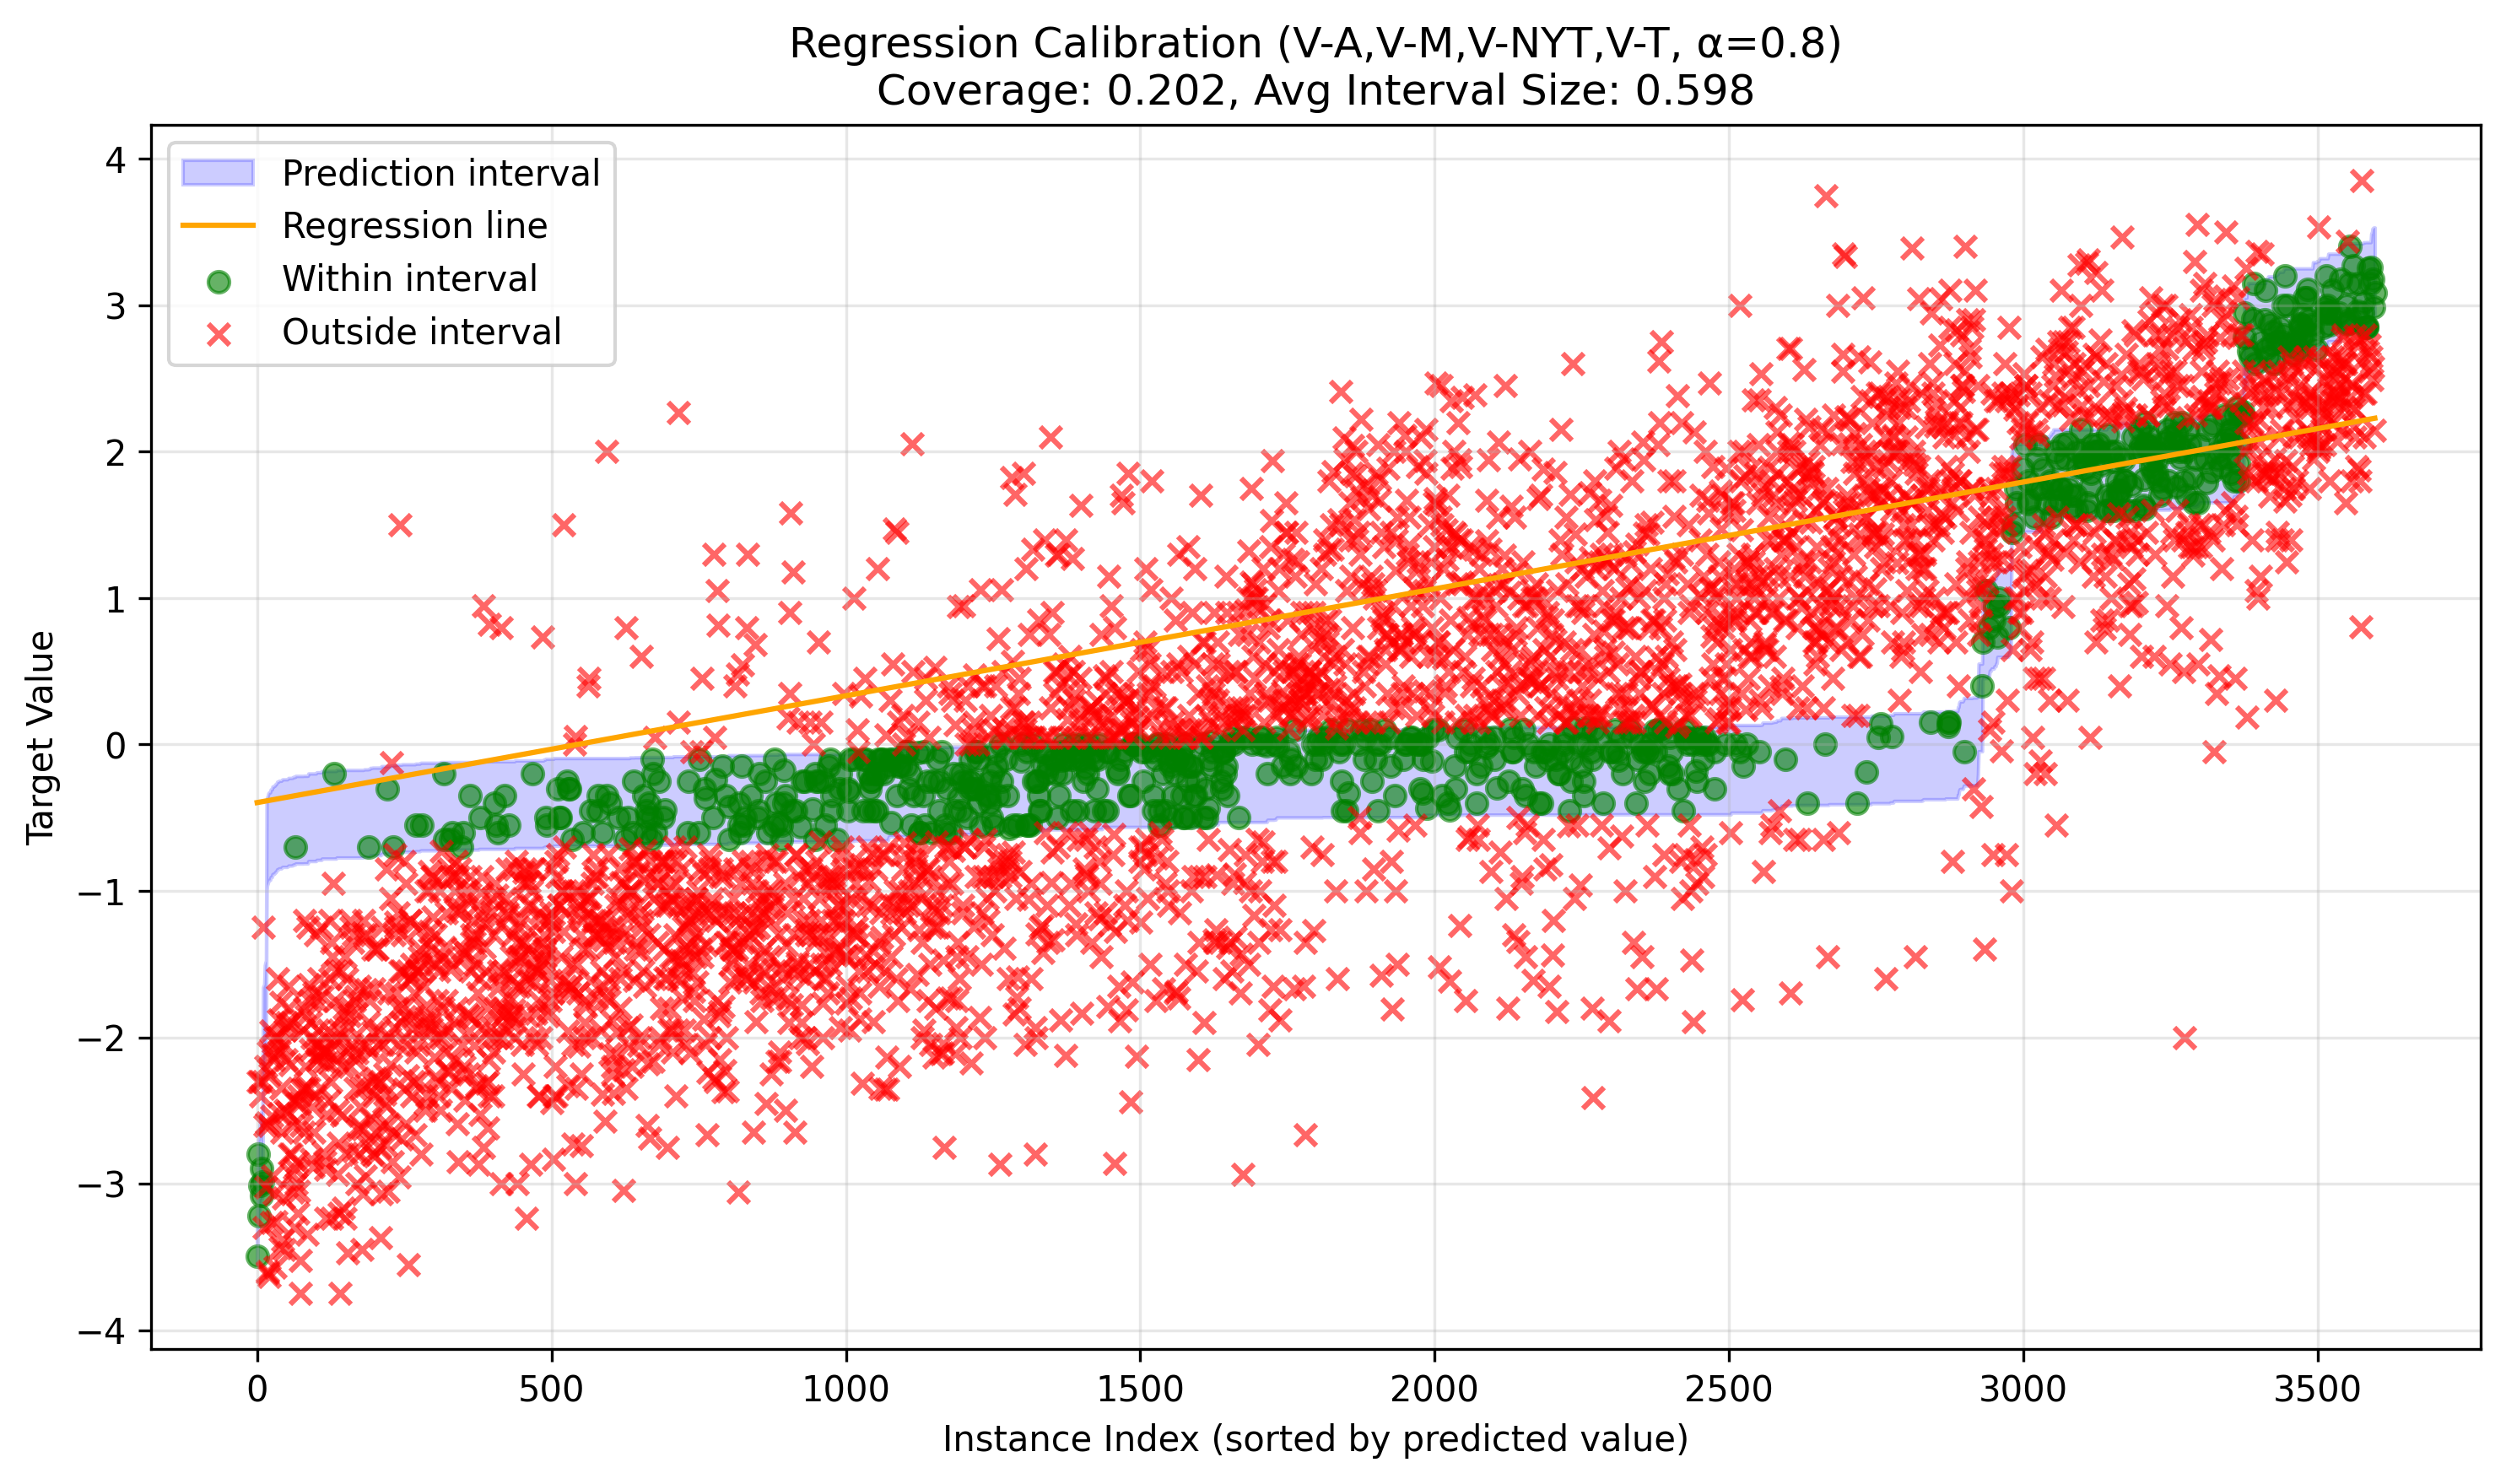 Regression Calibration (V-A,V-M,V-NYT,V-T, α=0.8)
Coverage: 0.202, Avg Interval Size: 0.598
Prediction interval
Regression line
Within interval
Outside interval
Target Value
4
3
2
1
0
−1
−2
−3
−4
0 500 1000 1500 2000 2500 3000 3500
Instance Index (sorted by predicted value)